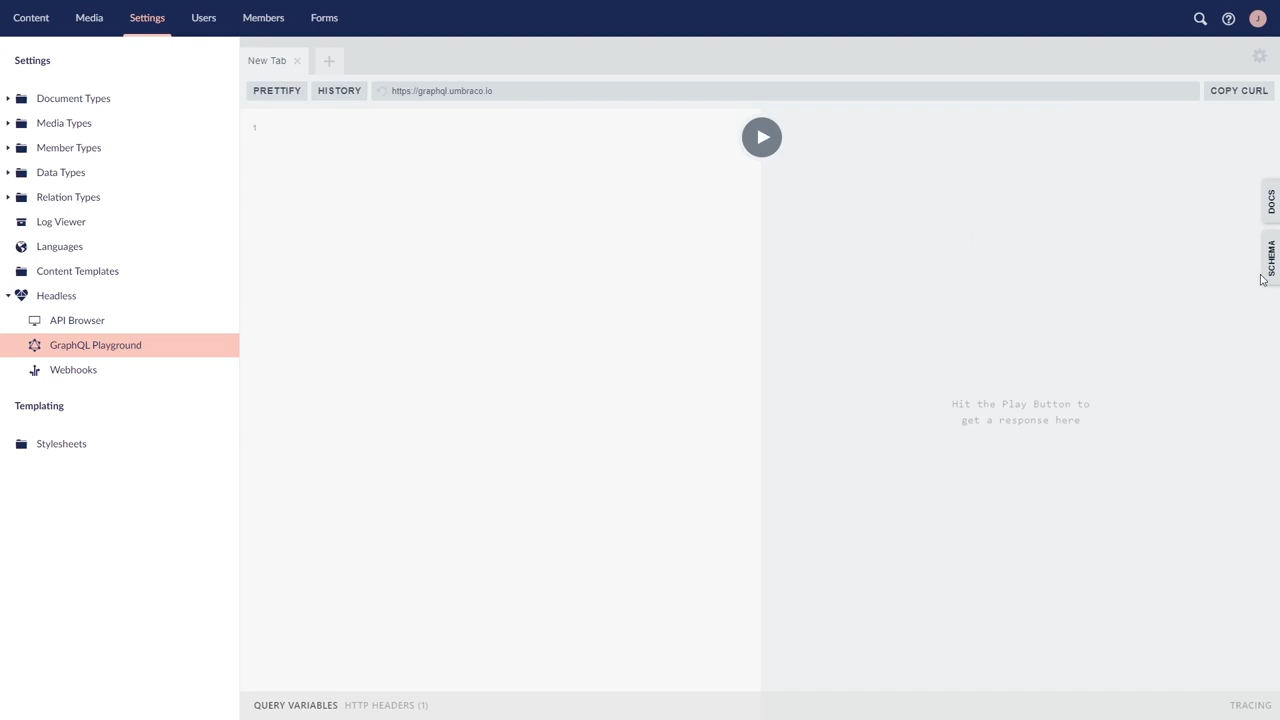 Content Media Settings Users Members Forms
J
Settings
Document Types
Media Types
Member Types
Data Types
Relation Types
Log Viewer
Languages
Content Templates
Headless
API Browser
GraphQL Playground
Webhooks
Templating
Stylesheets
New Tab
PRETTIFY HISTORY https://graphql.umbraco.io COPY CURL
1
DOCS
SCHEMA
Hit the Play Button to
get a response here
QUERY VARIABLES HTTP HEADERS (1) TRACING